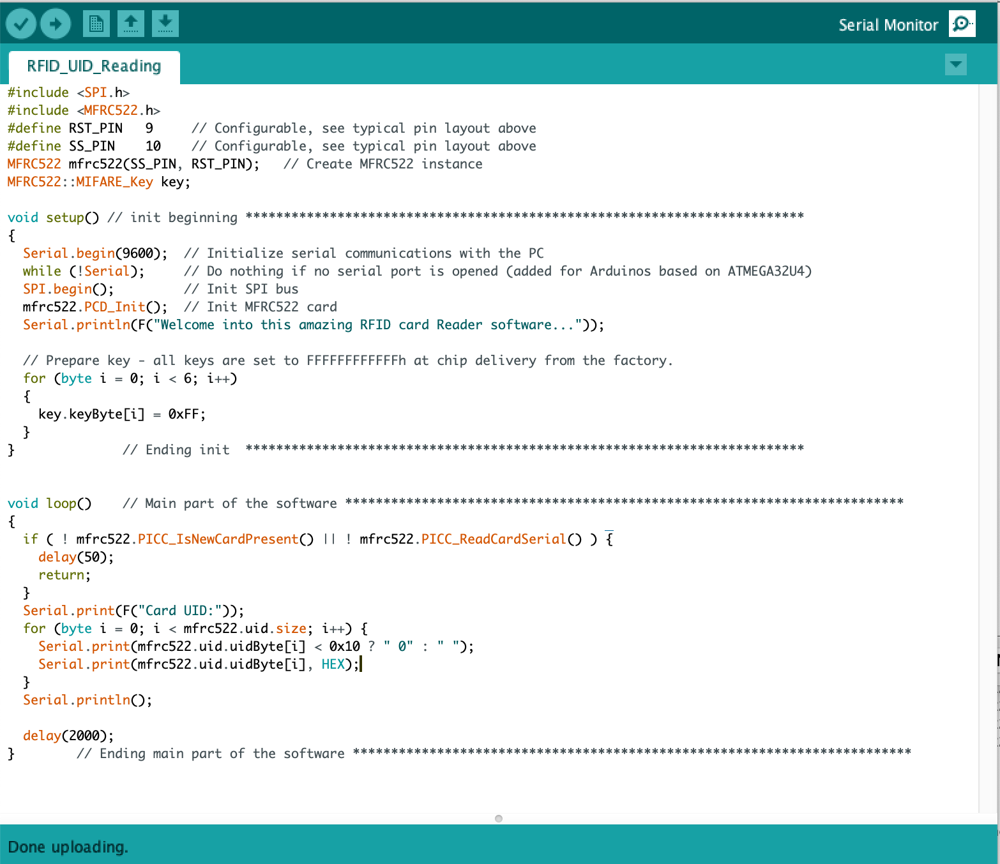 Serial Monitor
RFID_UID_Reading
#include <SPI.h>
#include <MFRC522.h>
#define RST_PIN   9     // Configurable, see typical pin layout above
#define SS_PIN    10    // Configurable, see typical pin layout above
MFRC522 mfrc522(SS_PIN, RST_PIN);   // Create MFRC522 instance
MFRC522::MIFARE_Key key;
void setup() // init beginning *************************************************************************
{
  Serial.begin(9600);  // Initialize serial communications with the PC
  while (!Serial);     // Do nothing if no serial port is opened (added for Arduinos based on ATMEGA32U4)
  SPI.begin();         // Init SPI bus
  mfrc522.PCD_Init();  // Init MFRC522 card
  Serial.println(F("Welcome into this amazing RFID card Reader software..."));
  // Prepare key - all keys are set to FFFFFFFFFFFFh at chip delivery from the factory.
  for (byte i = 0; i < 6; i++)
  {
    key.keyByte[i] = 0xFF;
  }
}              // Ending init  *************************************************************************
void loop()    // Main part of the software *************************************************************************
{
  if ( ! mfrc522.PICC_IsNewCardPresent() || ! mfrc522.PICC_ReadCardSerial() ) {
    delay(50);
    return;
  }
  Serial.print(F("Card UID:"));
  for (byte i = 0; i < mfrc522.uid.size; i++) {
    Serial.print(mfrc522.uid.uidByte[i] < 0x10 ? " 0" : " ");
    Serial.print(mfrc522.uid.uidByte[i], HEX);
  }
  Serial.println();
  delay(2000);
}        // Ending main part of the software *************************************************************************
Done uploading.